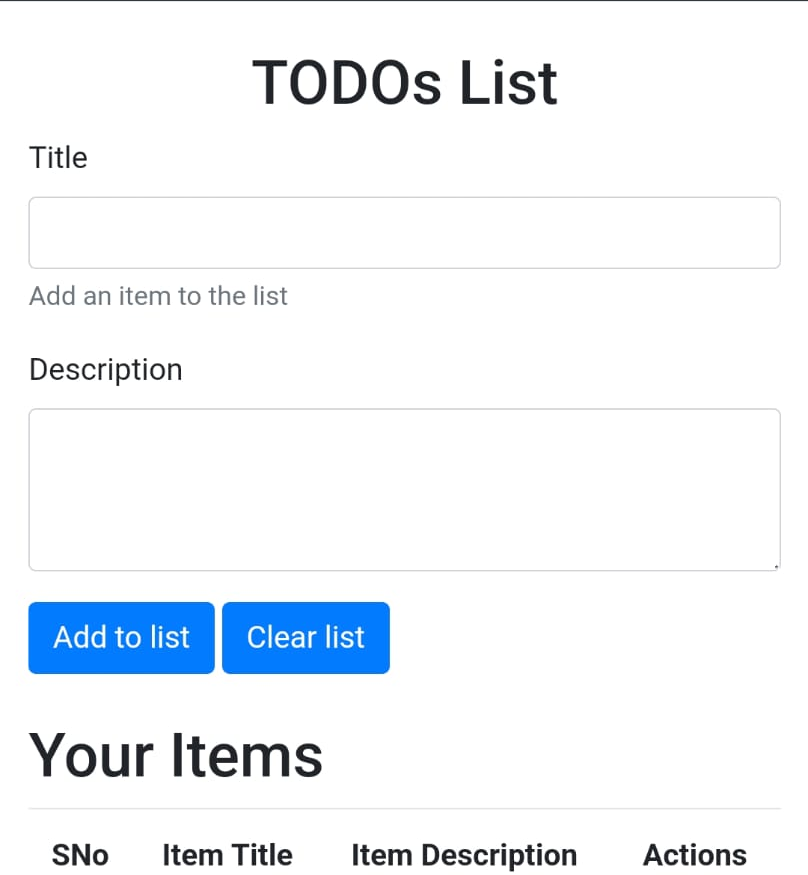 TODOs List
Title
Add an item to the list
Description
Add to list Clear list
Your Items
SNo Item Title Item Description Actions